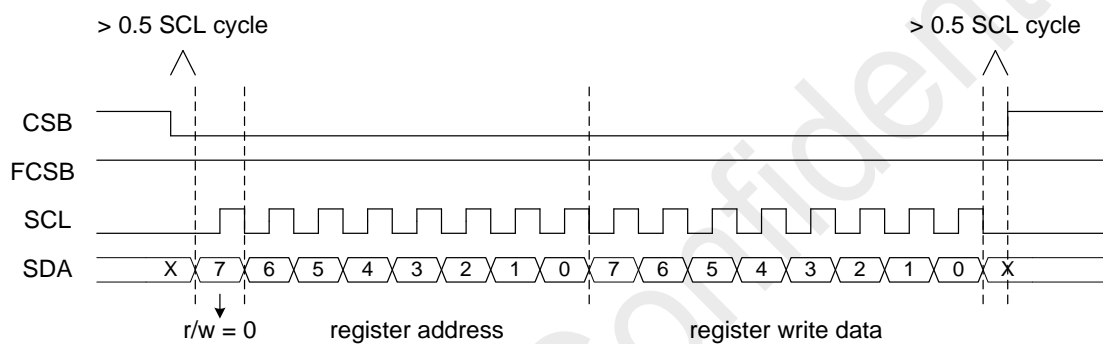 > 0.5 SCL cycle > 0.5 SCL cycle
CSB
FCSB
SCL
SDA X 7 6 5 4 3 2 1 0 7 6 5 4 3 2 1 0 X
r/w = 0 register address register write data
Confident